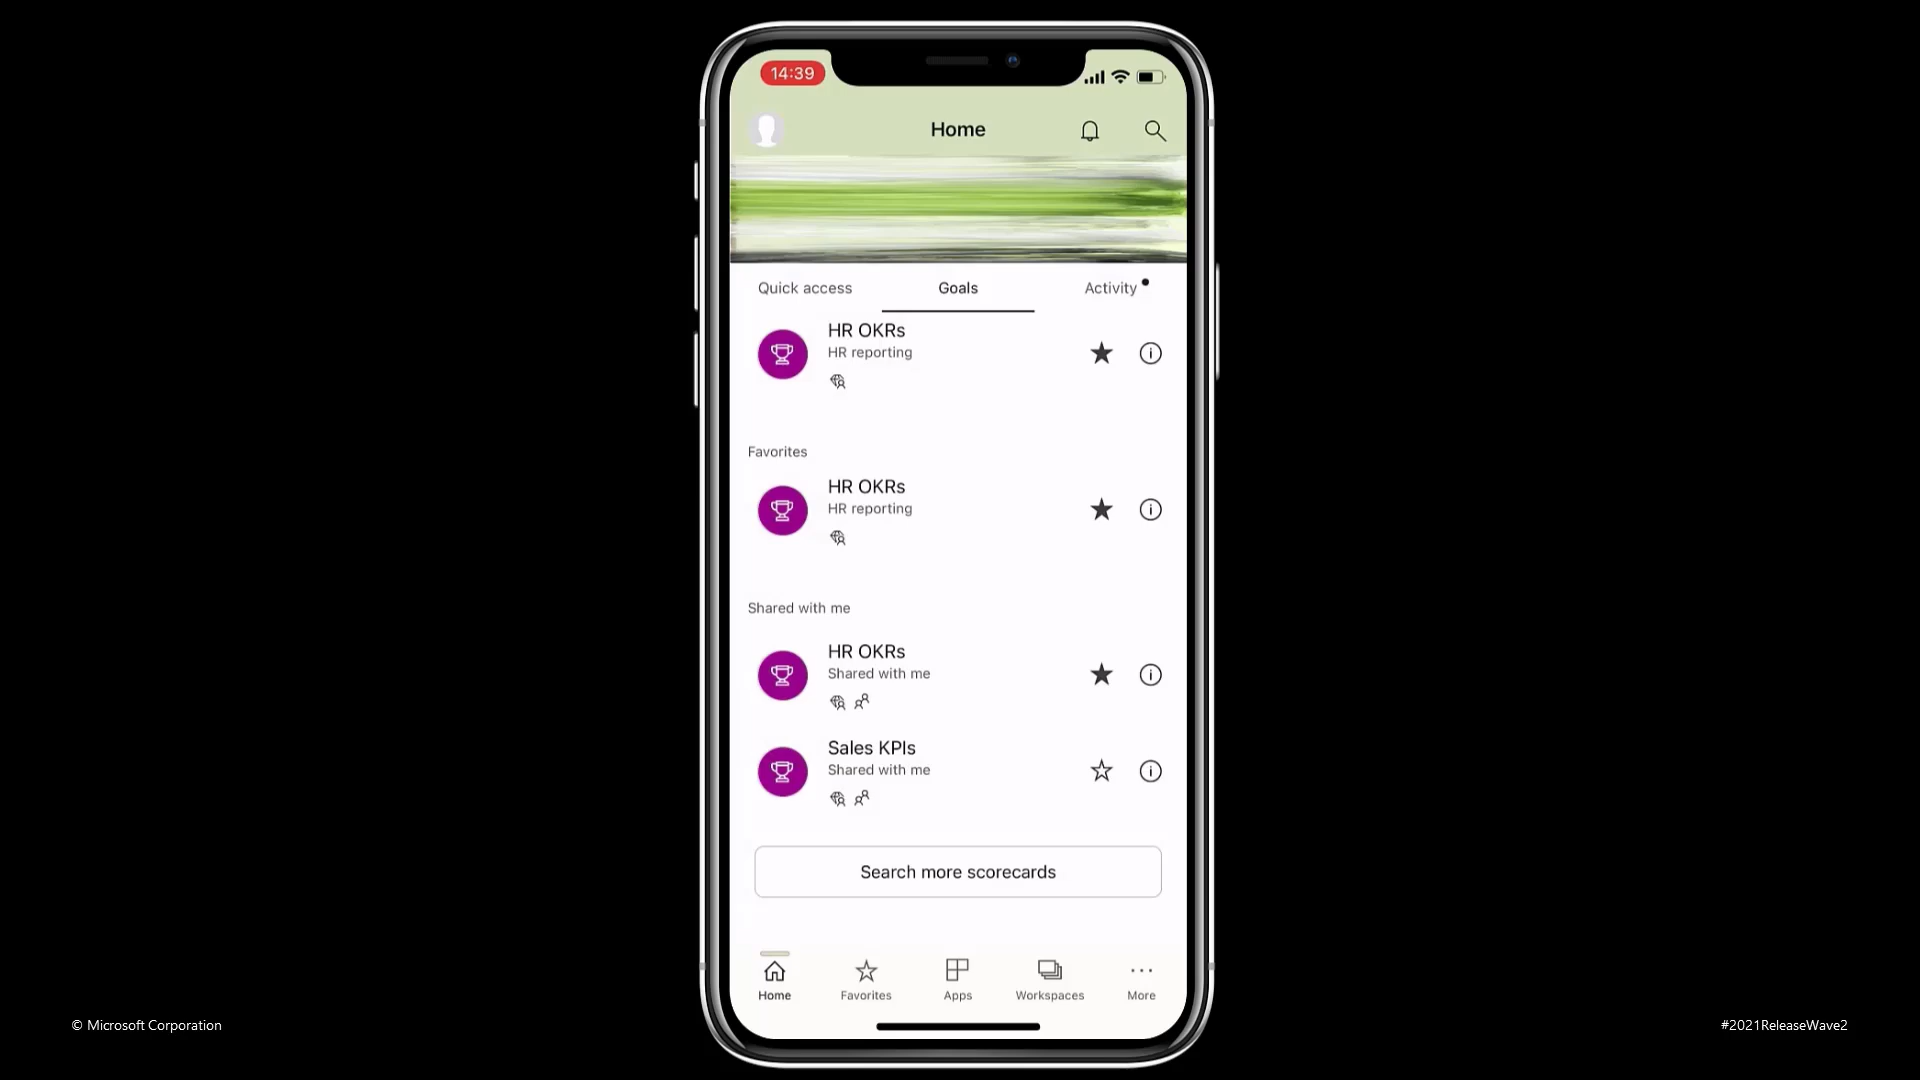 14:39
Home
Quick access
Goals
Activity
HR OKRs
HR reporting
Favorites
HR OKRs
HR reporting
Shared with me
HR OKRs
Shared with me
Sales KPIs
Shared with me
Search more scorecards
Home
Favorites
Apps
Workspaces
More
© Microsoft Corporation
#2021ReleaseWave2